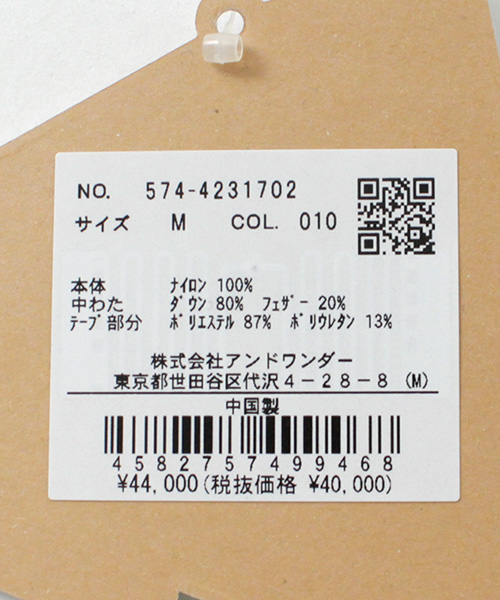 NO. 574-4231702
サイズ M COL. 010
本体 ﾅｲﾛﾝ 100%
中わた ﾀﾞｳﾝ 80% ﾌｪｻﾞｰ 20%
ﾃｰﾌﾟ部分 ﾎﾟﾘｴｽﾃﾙ 87% ﾎﾟﾘｳﾚﾀﾝ 13%
株式会社アンドワンダー
東京都世田谷区代沢４－２８－８ (M)
中国製
4582757499468
¥44,000(税抜価格 ¥40,000)